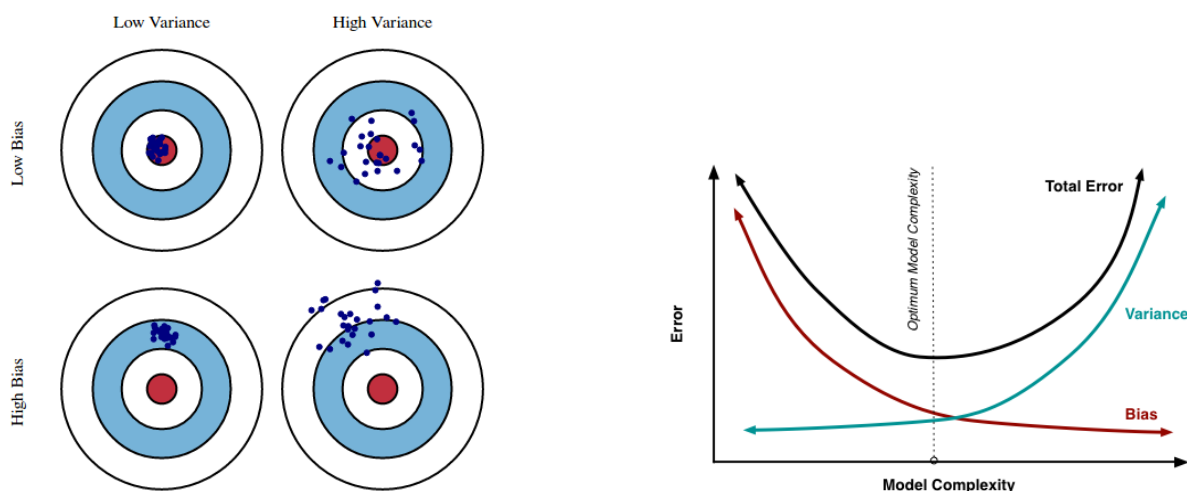 Low Variance
High Variance
Low Bias
High Bias
Total Error
Optimum Model Complexity
Variance
Error
Bias
Model Complexity